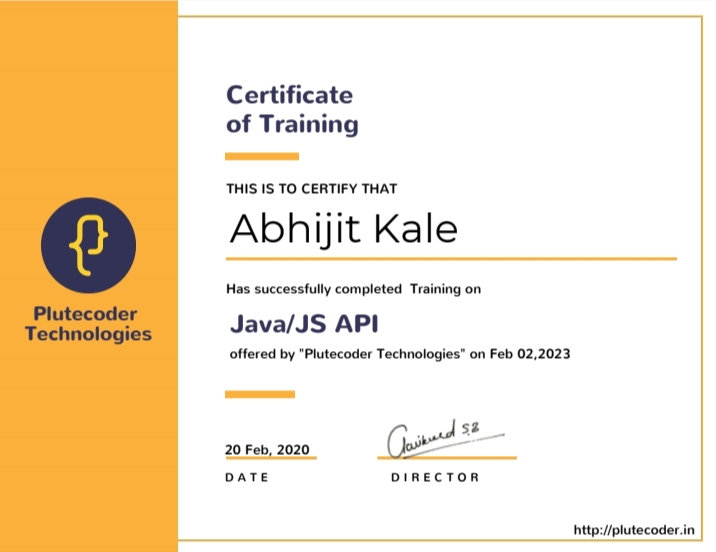 Certificate
of Training
THIS IS TO CERTIFY THAT
Abhijit Kale
Has successfully completed Training on
Java/JS API
offered by "Plutecoder Technologies" on Feb 02,2023
Plutecoder
Technologies
20 Feb, 2020
DATE
Gaikwad S.B
DIRECTOR
http://plutecoder.in